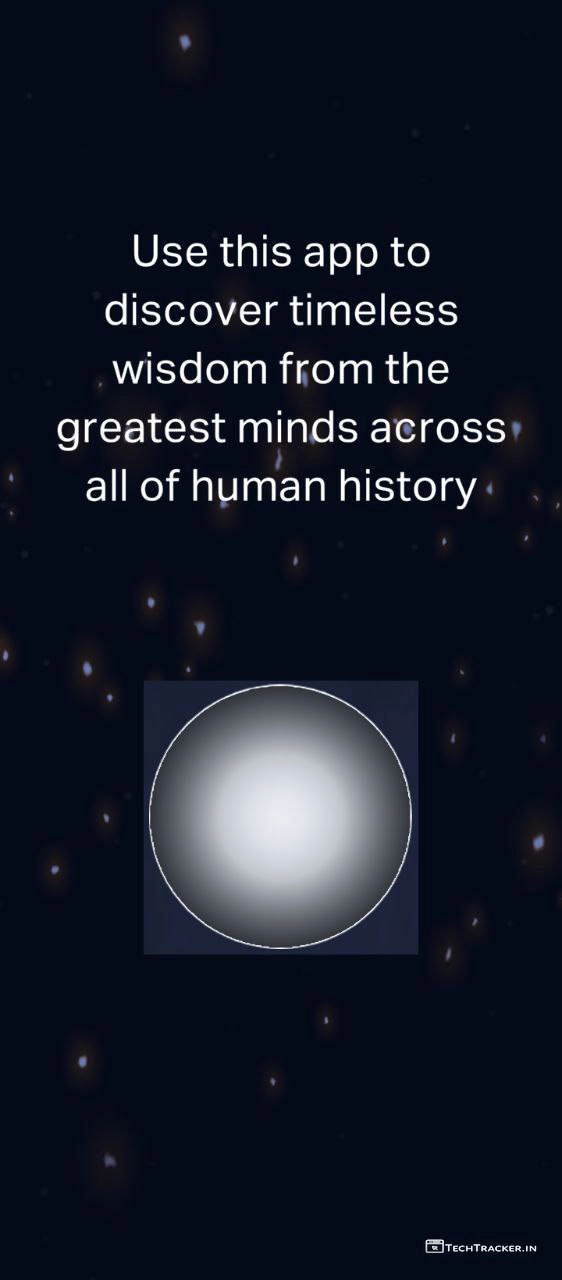 Use this app to
discover timeless
wisdom from the
greatest minds across
all of human history
TechTracker.in